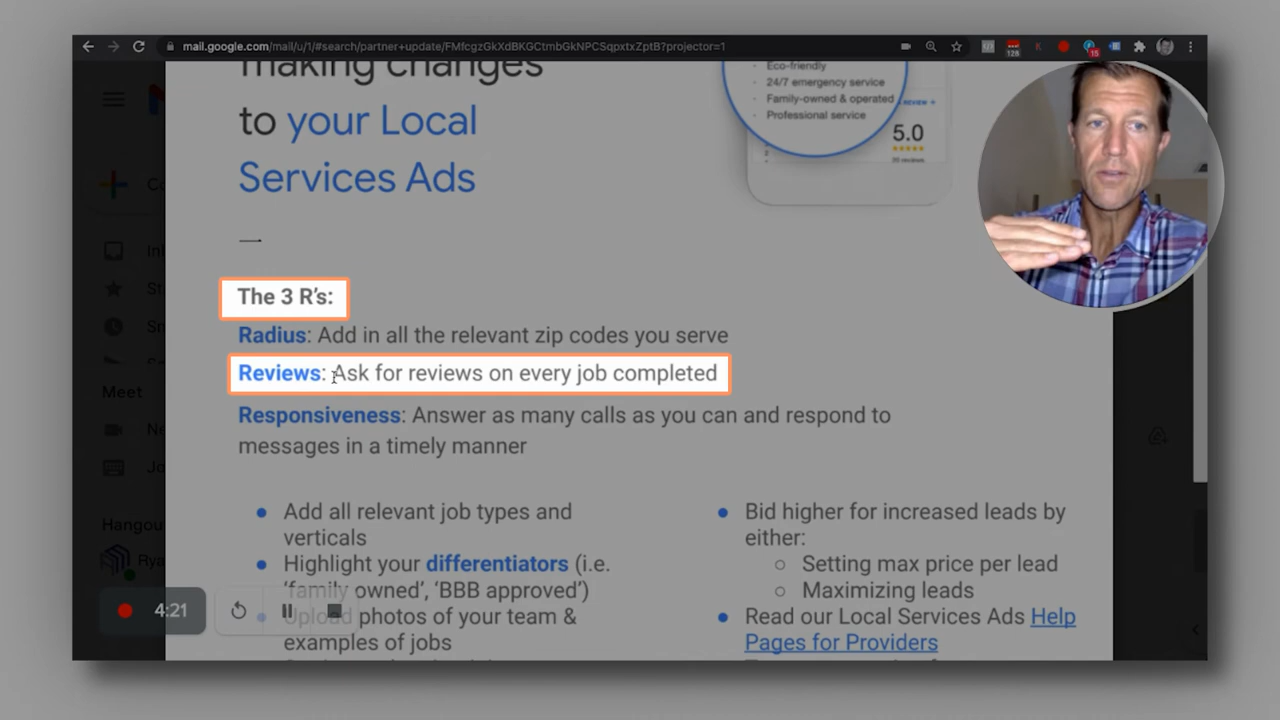 mail.google.com/mail/u/1/#search/partner+update/FMfcgzGkXdBKGCtmbGkNPCSqpxtxZptB?projector=1
128
15
making changes
to your Local
Services Ads
Eco-friendly
24/7 emergency service
Family-owned & operated
Professional service
REVIEW
5.0
The 3 R's:
Radius: Add in all the relevant zip codes you serve
Reviews: Ask for reviews on every job completed
Responsiveness: Answer as many calls as you can and respond to
messages in a timely manner
Add all relevant job types and
verticals
Highlight your differentiators (i.e.
'family owned', 'BBB approved')
Upload photos of your team &
examples of jobs
Bid higher for increased leads by
either:
Setting max price per lead
Maximizing leads
Read our Local Services Ads Help
Pages for Providers
Meet
Hangou
Rya
4:21